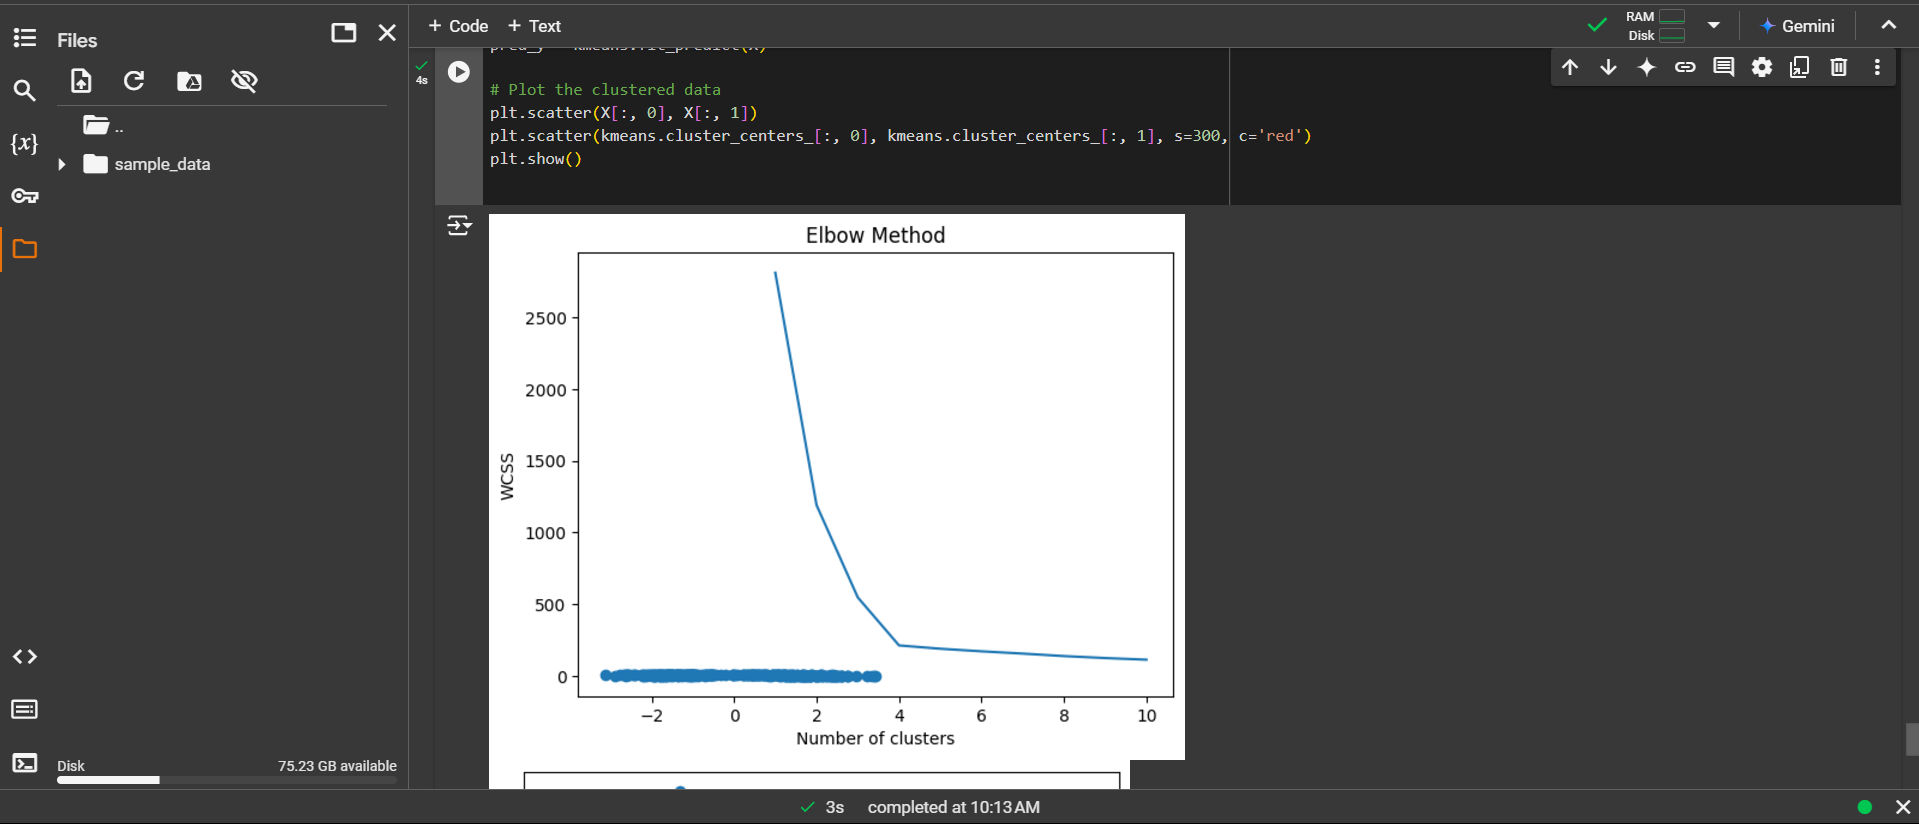 Files
+ Code + Text
RAM
Disk
Gemini
..
sample_data
{x}
4s
pred_y = kmeans.fit_predict(X)
# Plot the clustered data
plt.scatter(X[:, 0], X[:, 1])
plt.scatter(kmeans.cluster_centers_[:, 0], kmeans.cluster_centers_[:, 1], s=300, c='red')
plt.show()
Elbow Method
2500
2000
1500
1000
500
0
WCSS
−2 0 2 4 6 8 10
Number of clusters
Disk 75.23 GB available
3s completed at 10:13 AM